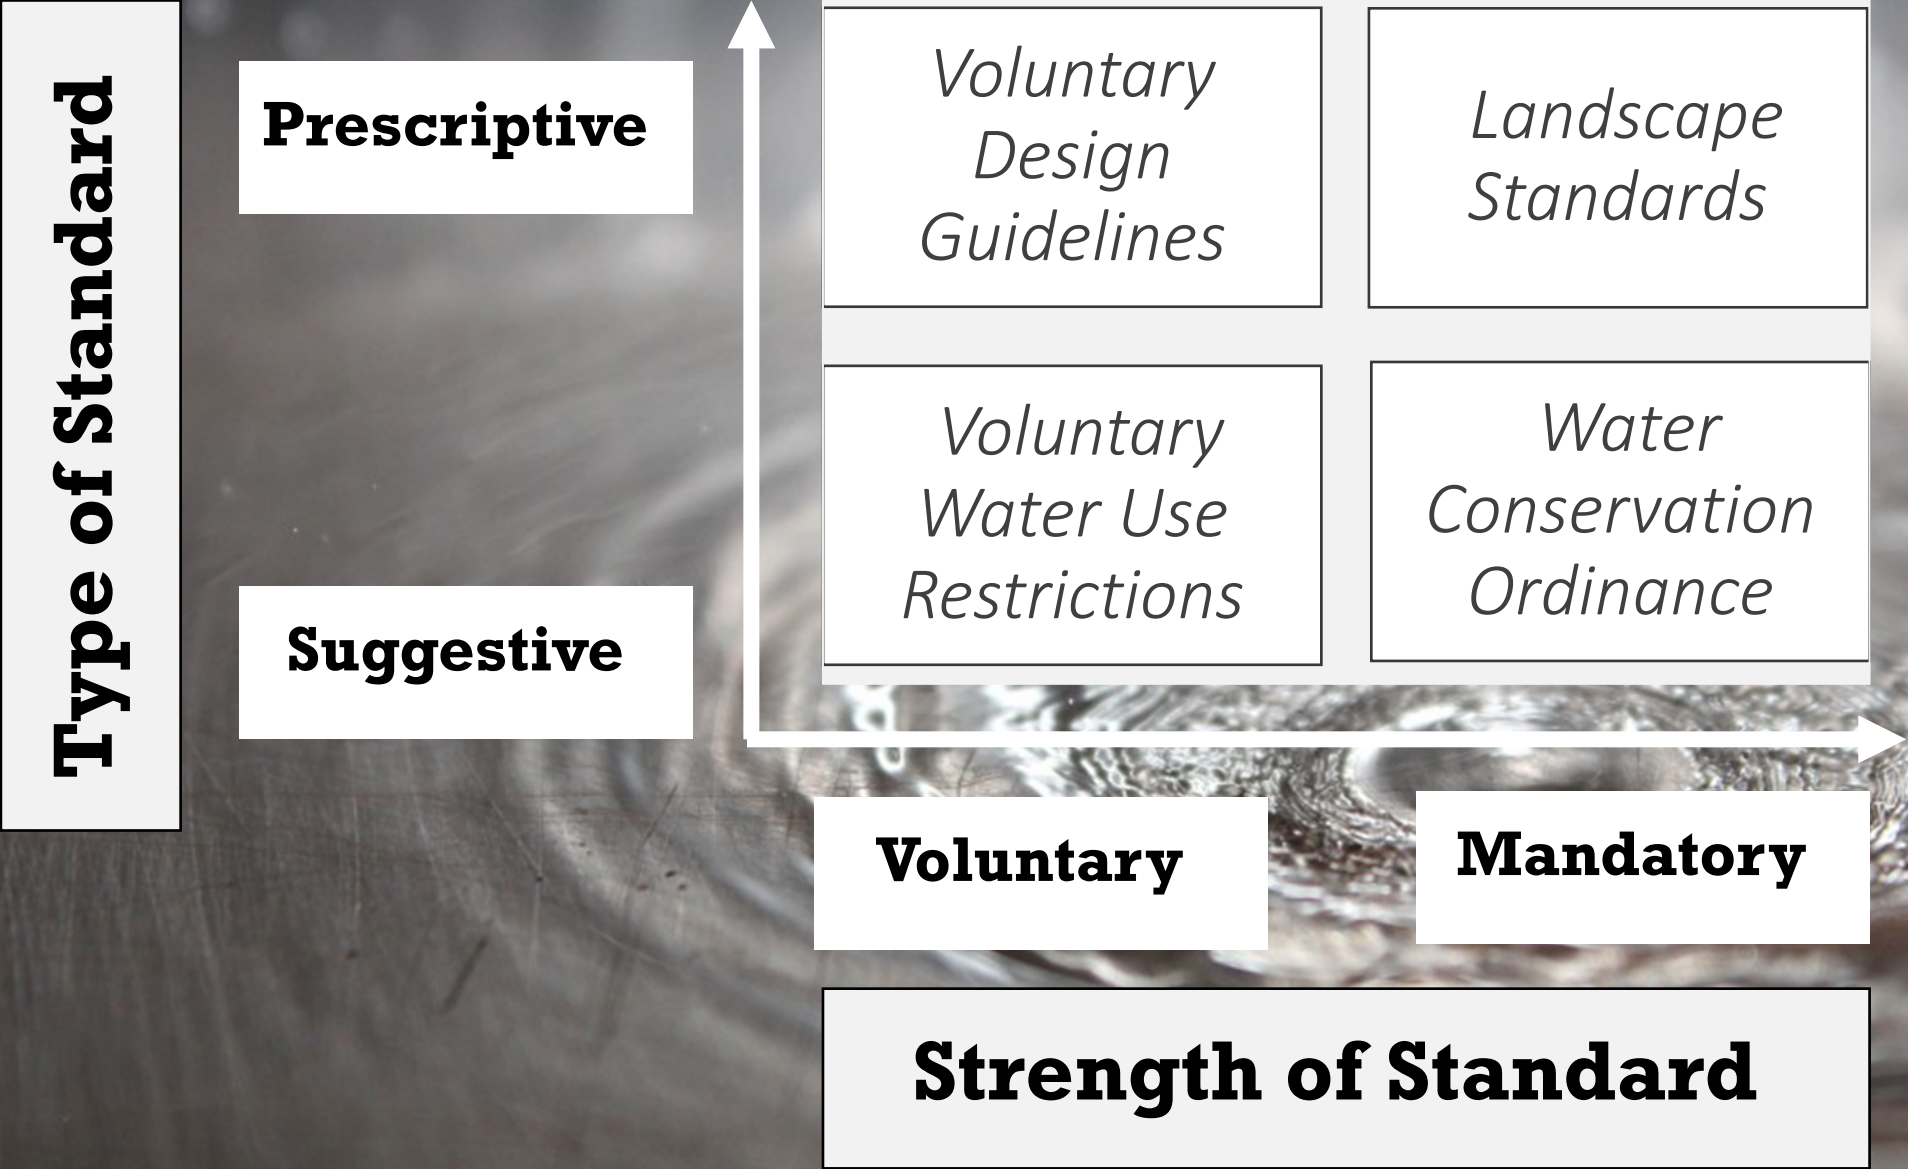 Type of Standard
Prescriptive
Suggestive
Voluntary
Design
Guidelines
Landscape
Standards
Voluntary
Water Use
Restrictions
Water
Conservation
Ordinance
Voluntary
Mandatory
Strength of Standard